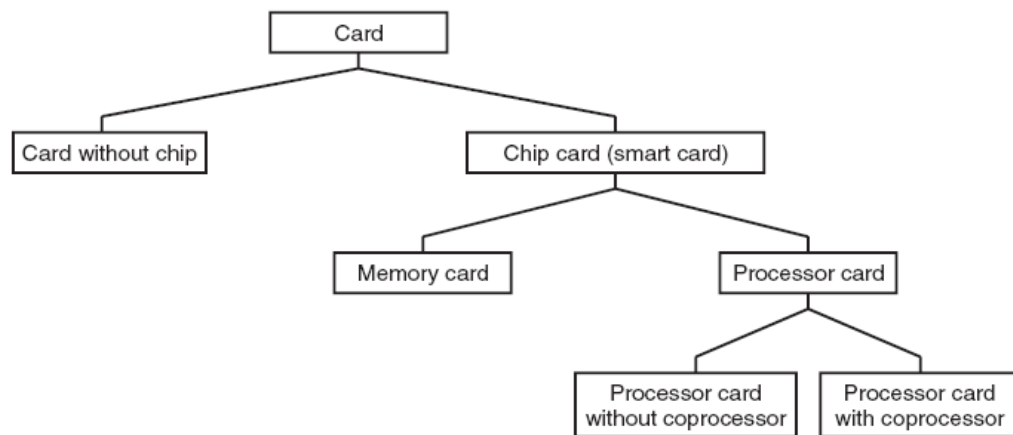 Card
Card without chip
Chip card (smart card)
Memory card
Processor card
Processor card
without coprocessor
Processor card
with coprocessor